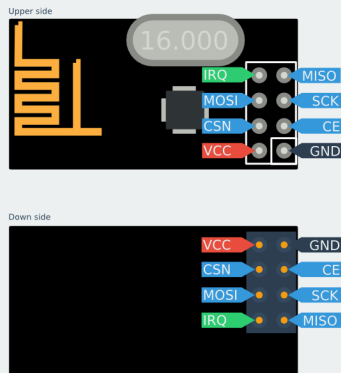 Upper side
16.000
IRQ MISO
MOSI SCK
CSN CE
VCC GND
Down side
VCC GND
CSN CE
MOSI SCK
IRQ MISO